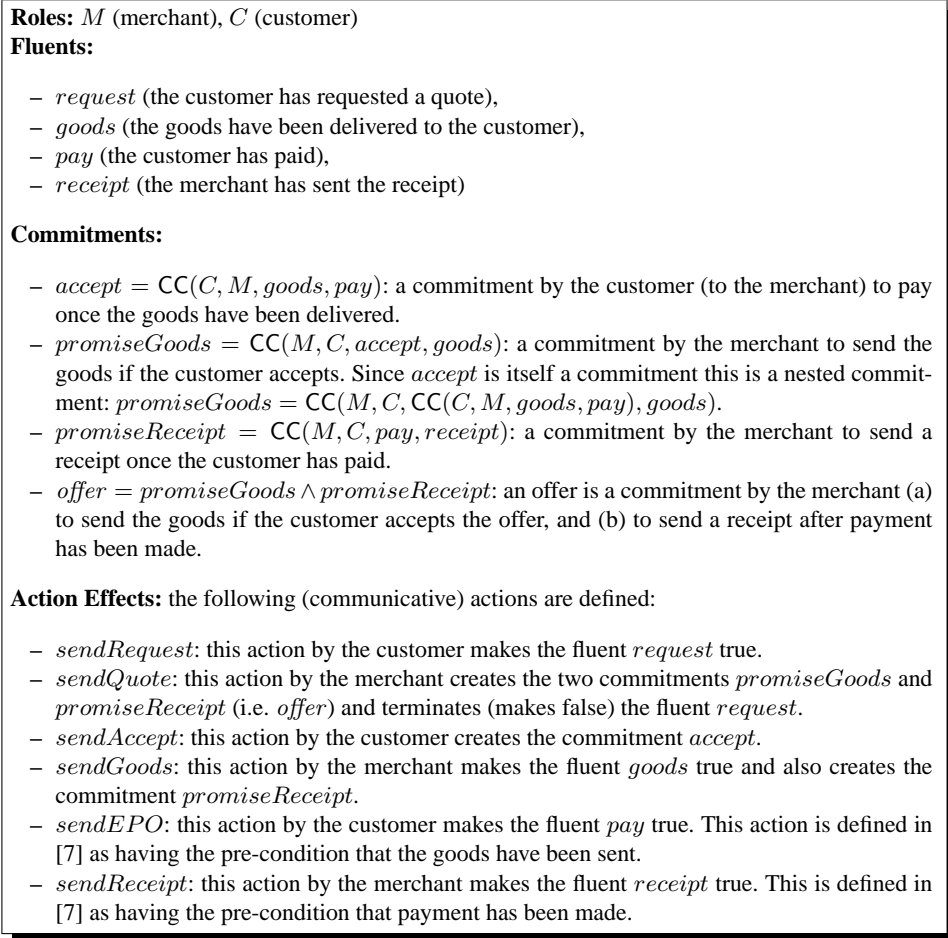 Roles: M (merchant), C (customer)
Fluents:
– request (the customer has requested a quote),
– goods (the goods have been delivered to the customer),
– pay (the customer has paid),
– receipt (the merchant has sent the receipt)
Commitments:
– accept = CC(C, M, goods, pay): a commitment by the customer (to the merchant) to pay
once the goods have been delivered.
– promiseGoods = CC(M, C, accept, goods): a commitment by the merchant to send the
goods if the customer accepts. Since accept is itself a commitment this is a nested commit-
ment: promiseGoods = CC(M, C, CC(C, M, goods, pay), goods).
– promiseReceipt = CC(M, C, pay, receipt): a commitment by the merchant to send a
receipt once the customer has paid.
– offer = promiseGoods ∧ promiseReceipt: an offer is a commitment by the merchant (a)
to send the goods if the customer accepts the offer, and (b) to send a receipt after payment
has been made.
Action Effects: the following (communicative) actions are defined:
– sendRequest: this action by the customer makes the fluent request true.
– sendQuote: this action by the merchant creates the two commitments promiseGoods and
promiseReceipt (i.e. offer) and terminates (makes false) the fluent request.
– sendAccept: this action by the customer creates the commitment accept.
– sendGoods: this action by the merchant makes the fluent goods true and also creates the
commitment promiseReceipt.
– sendEPO: this action by the customer makes the fluent pay true. This action is defined in
[7] as having the pre-condition that the goods have been sent.
– sendReceipt: this action by the merchant makes the fluent receipt true. This is defined in
[7] as having the pre-condition that payment has been made.